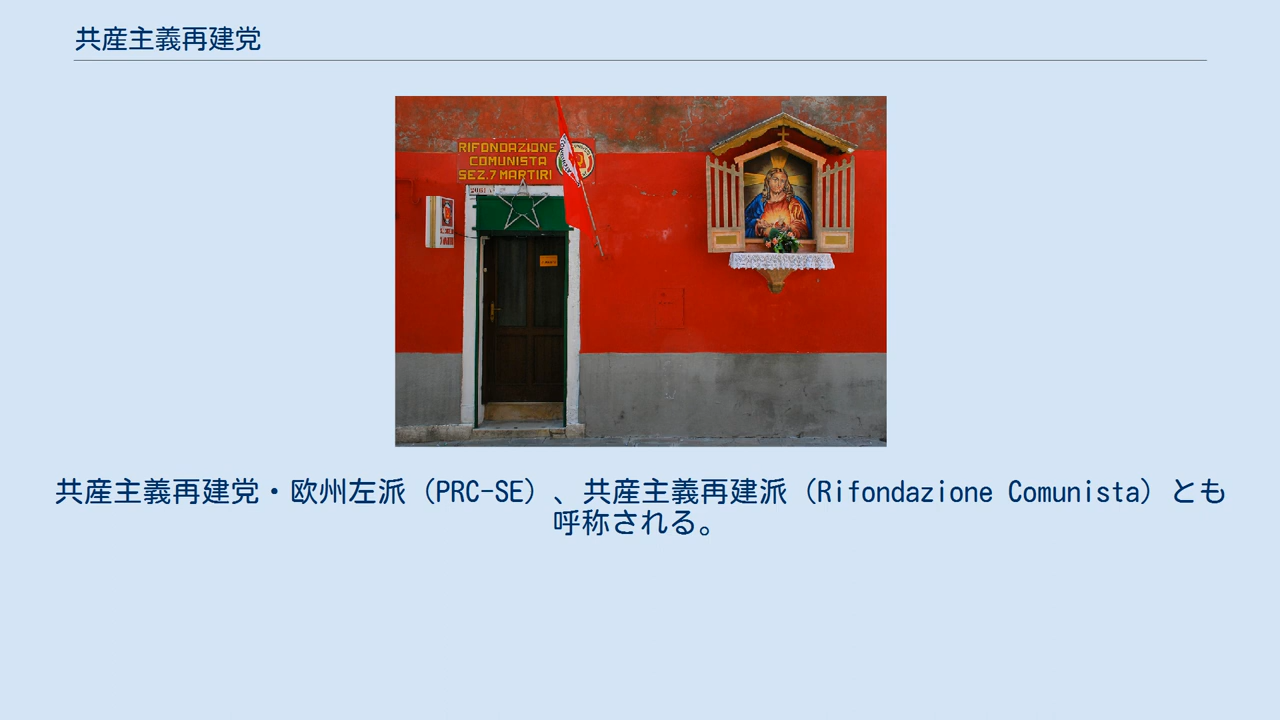 共産主義再建党
RIFONDAZIONE
COMUNISTA
SEZ.7 MARTIRI
共産主義再建党・欧州左派（PRC-SE）、共産主義再建派（Rifondazione Comunista）とも
呼称される。